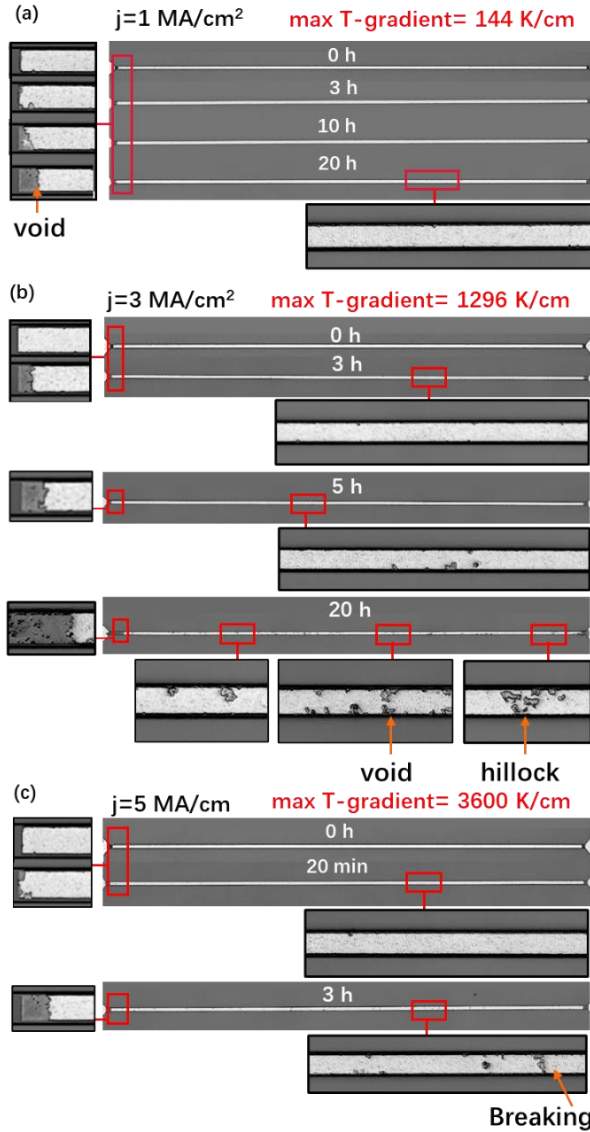 (a)
j=1 MA/cm²
max T-gradient= 144 K/cm
0 h
3 h
10 h
20 h
void
(b)
j=3 MA/cm²
max T-gradient= 1296 K/cm
0 h
3 h
5 h
20 h
void
hillock
(c)
j=5 MA/cm
max T-gradient= 3600 K/cm
0 h
20 min
3 h
Breaking